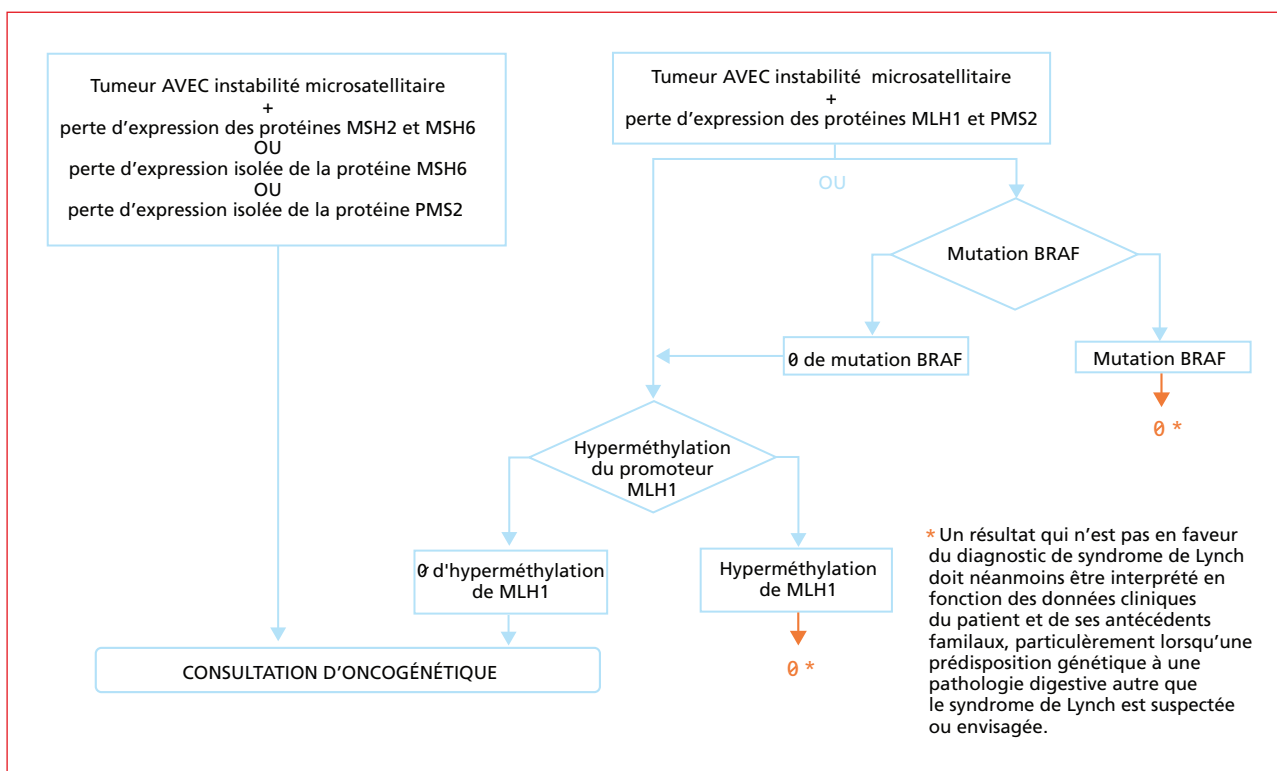 Tumeur AVEC instabilité microsatellitaire
+
perte d'expression des protéines MSH2 et MSH6
OU
perte d'expression isolée de la protéine MSH6
OU
perte d'expression isolée de la protéine PMS2
Tumeur AVEC instabilité microsatellitaire
+
perte d'expression des protéines MLH1 et PMS2
OU
Mutation BRAF
0 de mutation BRAF
Mutation BRAF
0 *
Hyperméthylation
du promoteur
MLH1
0 d'hyperméthylation
de MLH1
Hyperméthylation
de MLH1
0 *
CONSULTATION D'ONCOGÉNÉTIQUE
* Un résultat qui n'est pas en faveur
du diagnostic de syndrome de Lynch
doit néanmoins être interprété en
fonction des données cliniques
du patient et de ses antécédents
familaux, particulèrement lorsqu'une
prédisposition génétique à une
pathologie digestive autre que
le syndrome de Lynch est suspectée
ou envisagée.